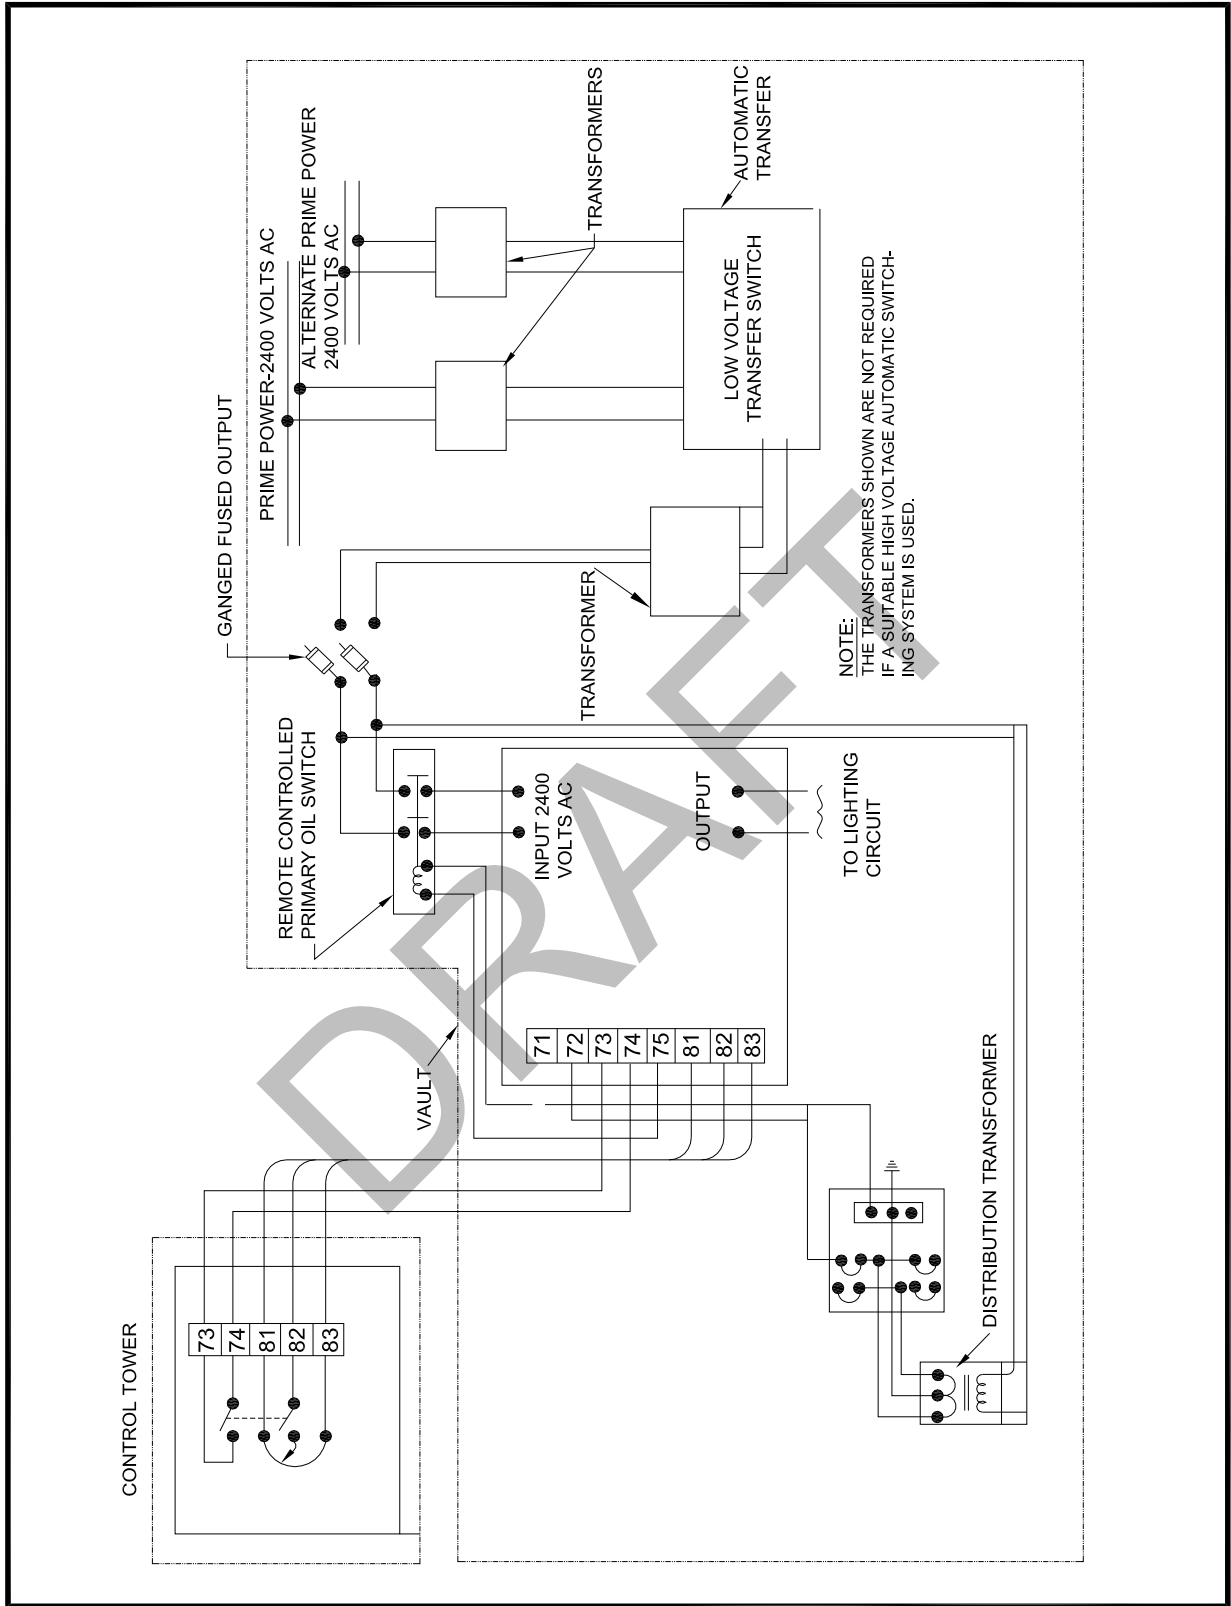 CONTROL TOWER
73
74
81
82
83
VAULT
REMOTE CONTROLLED
PRIMARY OIL SWITCH
GANGED FUSED OUTPUT
PRIME POWER-2400 VOLTS AC
ALTERNATE PRIME POWER
2400 VOLTS AC
TRANSFORMERS
AUTOMATIC
TRANSFER
LOW VOLTAGE
TRANSFER SWITCH
TRANSFORMER
71
72
73
74
75
81
82
83
INPUT 2400
VOLTS AC
OUTPUT
TO LIGHTING
CIRCUIT
NOTE:
THE TRANSFORMERS SHOWN ARE NOT REQUIRED
IF A SUITABLE HIGH VOLTAGE AUTOMATIC SWITCH-
ING SYSTEM IS USED.
DISTRIBUTION TRANSFORMER
DRAFT